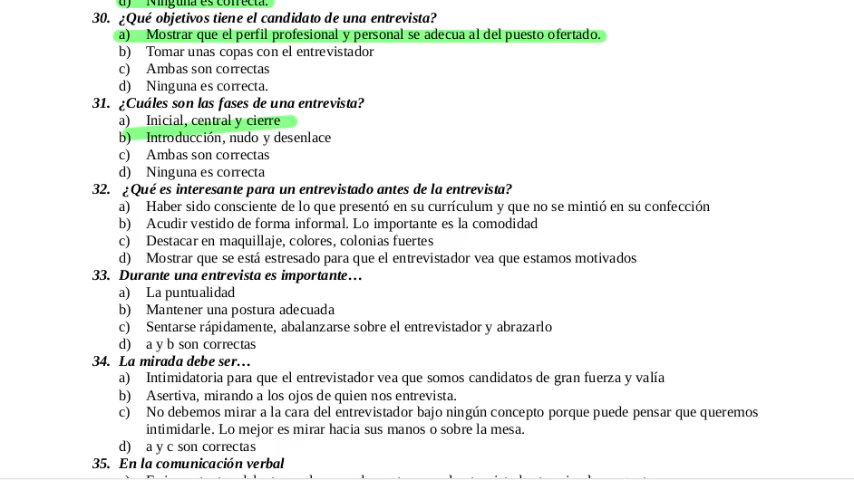 d) Ninguna es correcta.
30. ¿Qué objetivos tiene el candidato de una entrevista?
a) Mostrar que el perfil profesional y personal se adecua al del puesto ofertado.
b) Tomar unas copas con el entrevistador
c) Ambas son correctas
d) Ninguna es correcta.
31. ¿Cuáles son las fases de una entrevista?
a) Inicial, central y cierre
b) Introducción, nudo y desenlace
c) Ambas son correctas
d) Ninguna es correcta
32. ¿Qué es interesante para un entrevistado antes de la entrevista?
a) Haber sido consciente de lo que presentó en su currículum y que no se mintió en su confección
b) Acudir vestido de forma informal. Lo importante es la comodidad
c) Destacar en maquillaje, colores, colonias fuertes
d) Mostrar que se está estresado para que el entrevistador vea que estamos motivados
33. Durante una entrevista es importante…
a) La puntualidad
b) Mantener una postura adecuada
c) Sentarse rápidamente, abalanzarse sobre el entrevistador y abrazarlo
d) a y b son correctas
34. La mirada debe ser…
a) Intimidatoria para que el entrevistador vea que somos candidatos de gran fuerza y valía
b) Asertiva, mirando a los ojos de quien nos entrevista.
c) No debemos mirar a la cara del entrevistador bajo ningún concepto porque puede pensar que queremos
intimidarle. Lo mejor es mirar hacia sus manos o sobre la mesa.
d) a y c son correctas
35. En la comunicación verbal